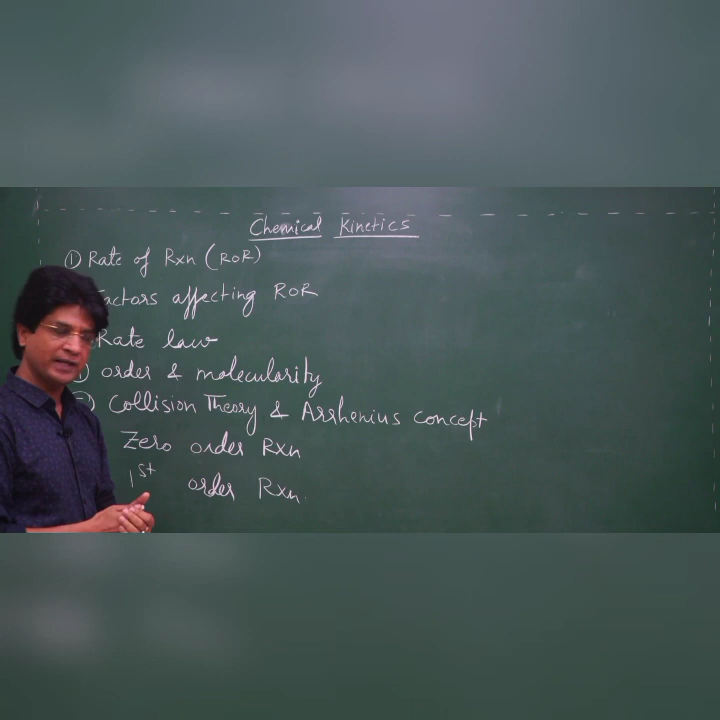 Chemical Kinetics
① Rate of Rxn (ROR)
actors affecting ROR
Rate law
order & molecularity
Collision Theory & Arrhenius concept
Zero order Rxn
1st order Rxn.